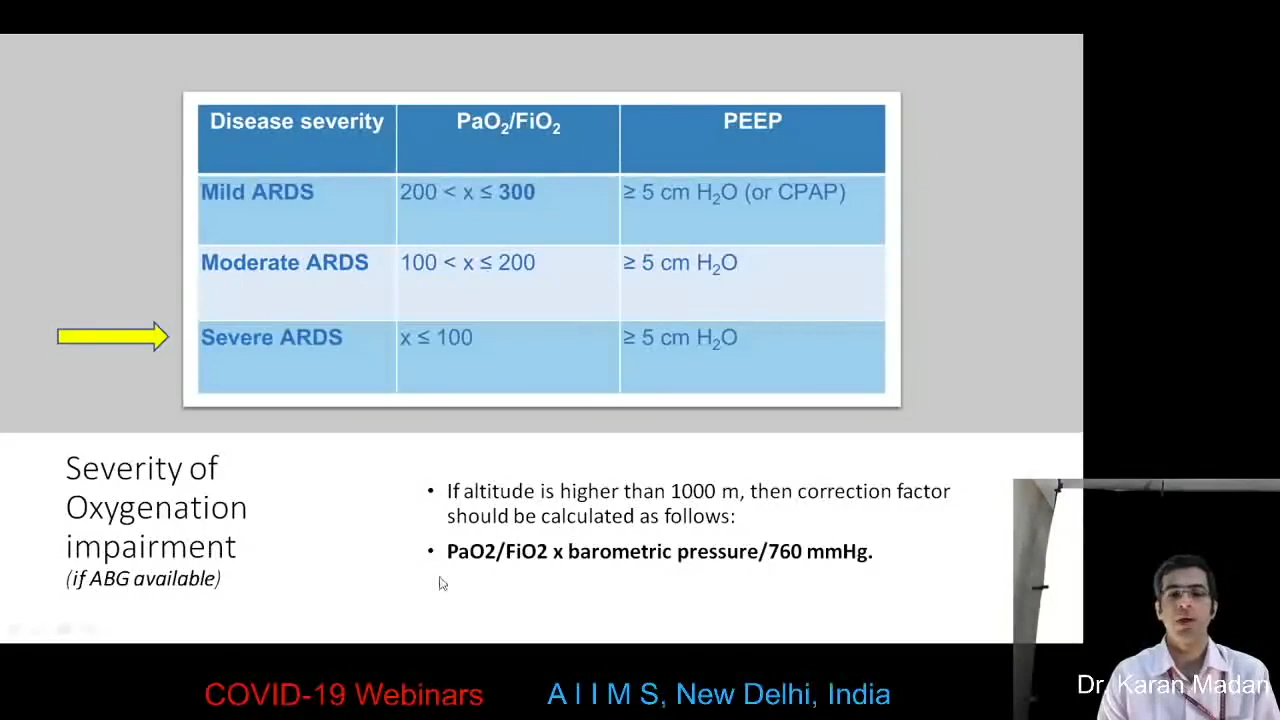 Disease severity PaO₂/FiO₂ PEEP
Mild ARDS 200 < x ≤ 300 ≥ 5 cm H₂O (or CPAP)
Moderate ARDS 100 < x ≤ 200 ≥ 5 cm H₂O
Severe ARDS x ≤ 100 ≥ 5 cm H₂O
Severity of
Oxygenation
impairment
(if ABG available)
• If altitude is higher than 1000 m, then correction factor
should be calculated as follows:
• PaO2/FiO2 x barometric pressure/760 mmHg.
COVID-19 Webinars
A I I M S, New Delhi, India
Dr. Karan Madan